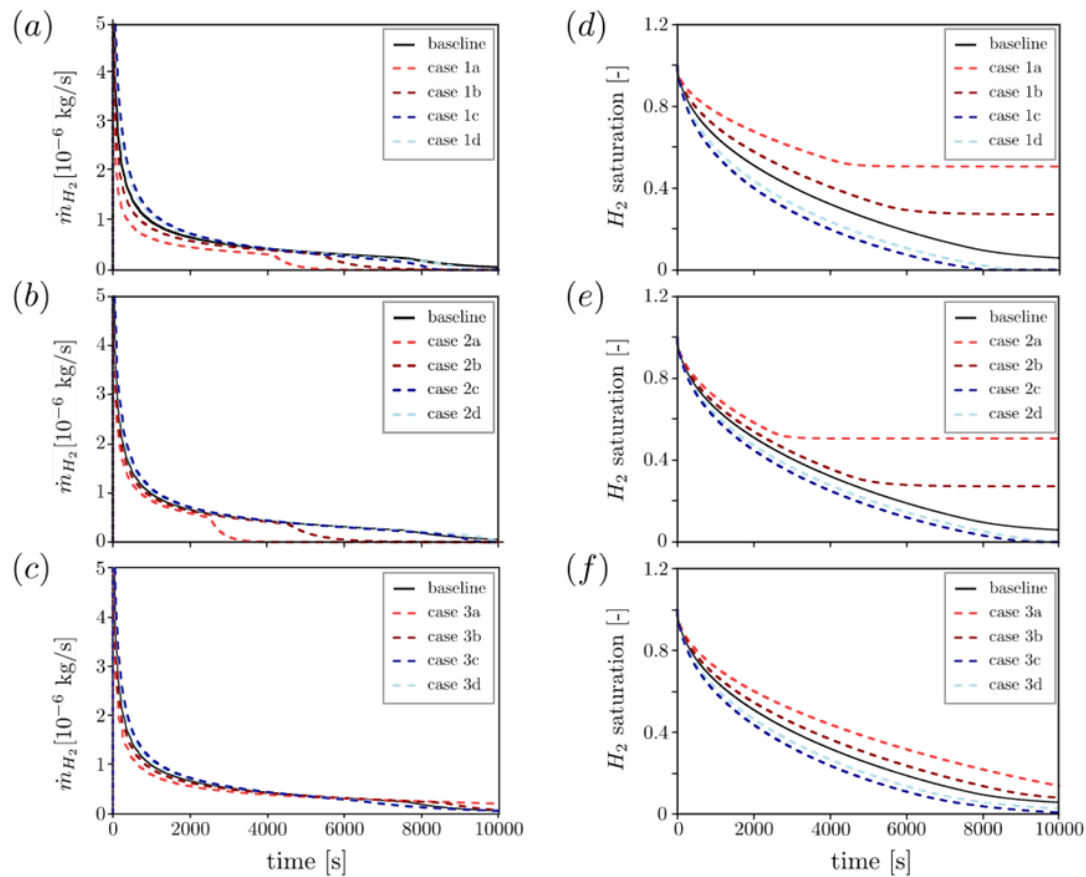 (a)
5
4
3
2
1
0
ṁ_{H_2} [10^{-6} kg/s]
baseline
case 1a
case 1b
case 1c
case 1d
(d)
1.2
0.8
0.4
0
H_2 saturation [-]
baseline
case 1a
case 1b
case 1c
case 1d
(b)
5
4
3
2
1
0
ṁ_{H_2} [10^{-6} kg/s]
baseline
case 2a
case 2b
case 2c
case 2d
(e)
1.2
0.8
0.4
0
H_2 saturation [-]
baseline
case 2a
case 2b
case 2c
case 2d
(c)
5
4
3
2
1
0
ṁ_{H_2} [10^{-6} kg/s]
baseline
case 3a
case 3b
case 3c
case 3d
0 2000 4000 6000 8000 10000
time [s]
(f)
1.2
0.8
0.4
0
H_2 saturation [-]
baseline
case 3a
case 3b
case 3c
case 3d
0 2000 4000 6000 8000 10000
time [s]